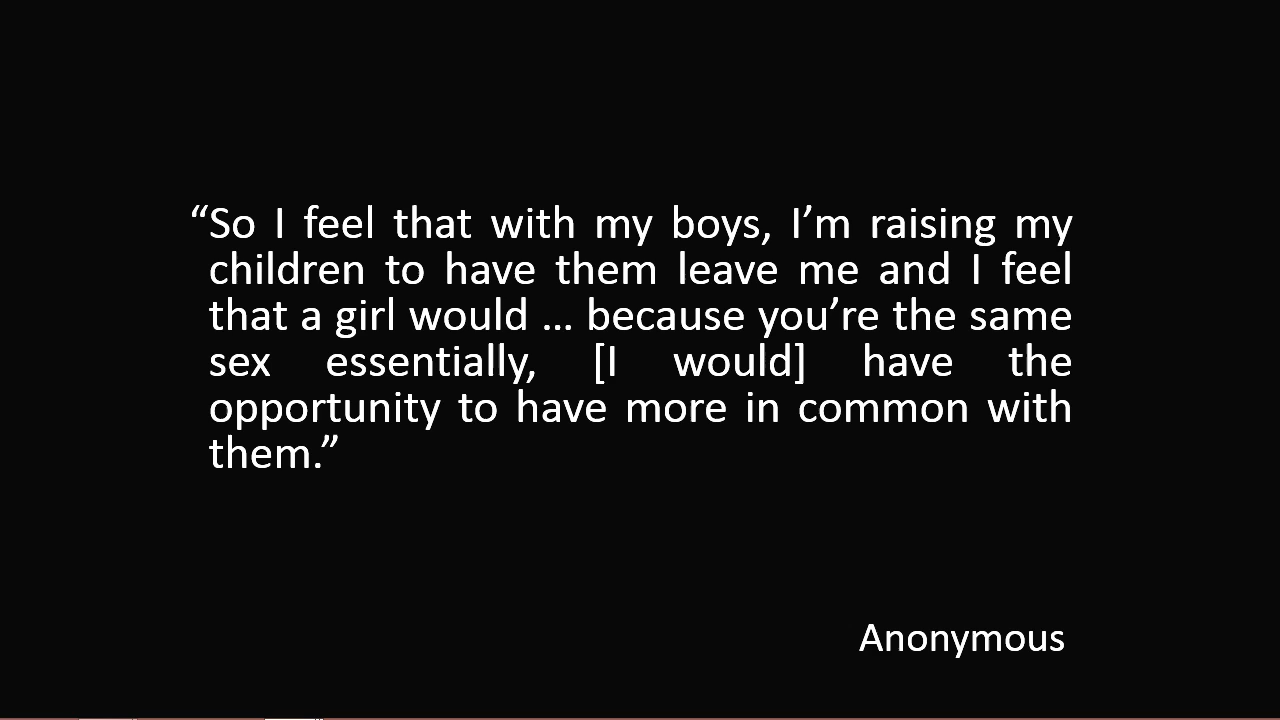 “So I feel that with my boys, I’m raising my
children to have them leave me and I feel
that a girl would … because you’re the same
sex essentially, [I would] have the
opportunity to have more in common with
them.”
Anonymous